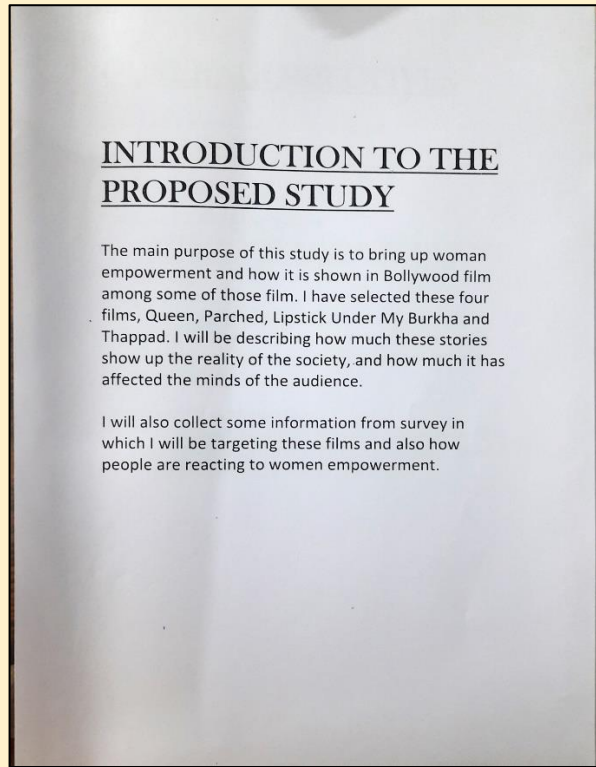 INTRODUCTION TO THE
PROPOSED STUDY
The main purpose of this study is to bring up woman
empowerment and how it is shown in Bollywood film
among some of those film. I have selected these four
films, Queen, Parched, Lipstick Under My Burkha and
Thappad. I will be describing how much these stories
show up the reality of the society, and how much it has
affected the minds of the audience.
I will also collect some information from survey in
which I will be targeting these films and also how
people are reacting to women empowerment.